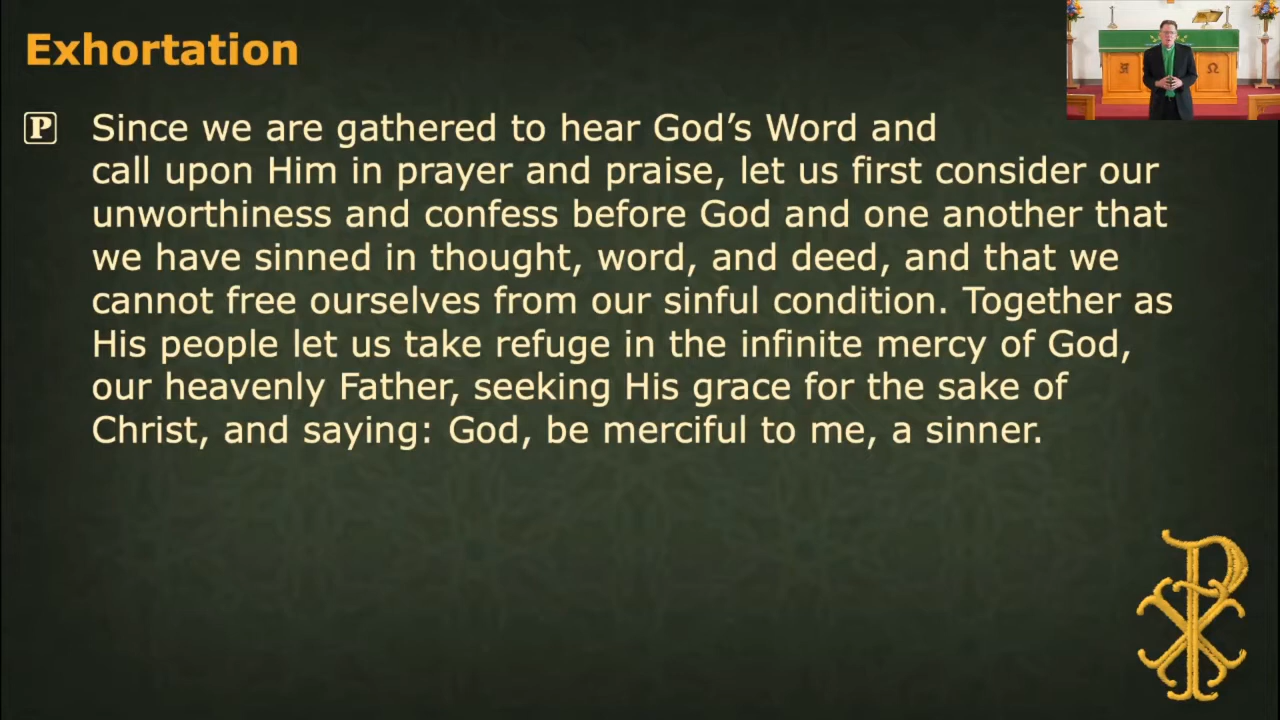 Exhortation
P Since we are gathered to hear God’s Word and
call upon Him in prayer and praise, let us first consider our
unworthiness and confess before God and one another that
we have sinned in thought, word, and deed, and that we
cannot free ourselves from our sinful condition. Together as
His people let us take refuge in the infinite mercy of God,
our heavenly Father, seeking His grace for the sake of
Christ, and saying: God, be merciful to me, a sinner.
Ω